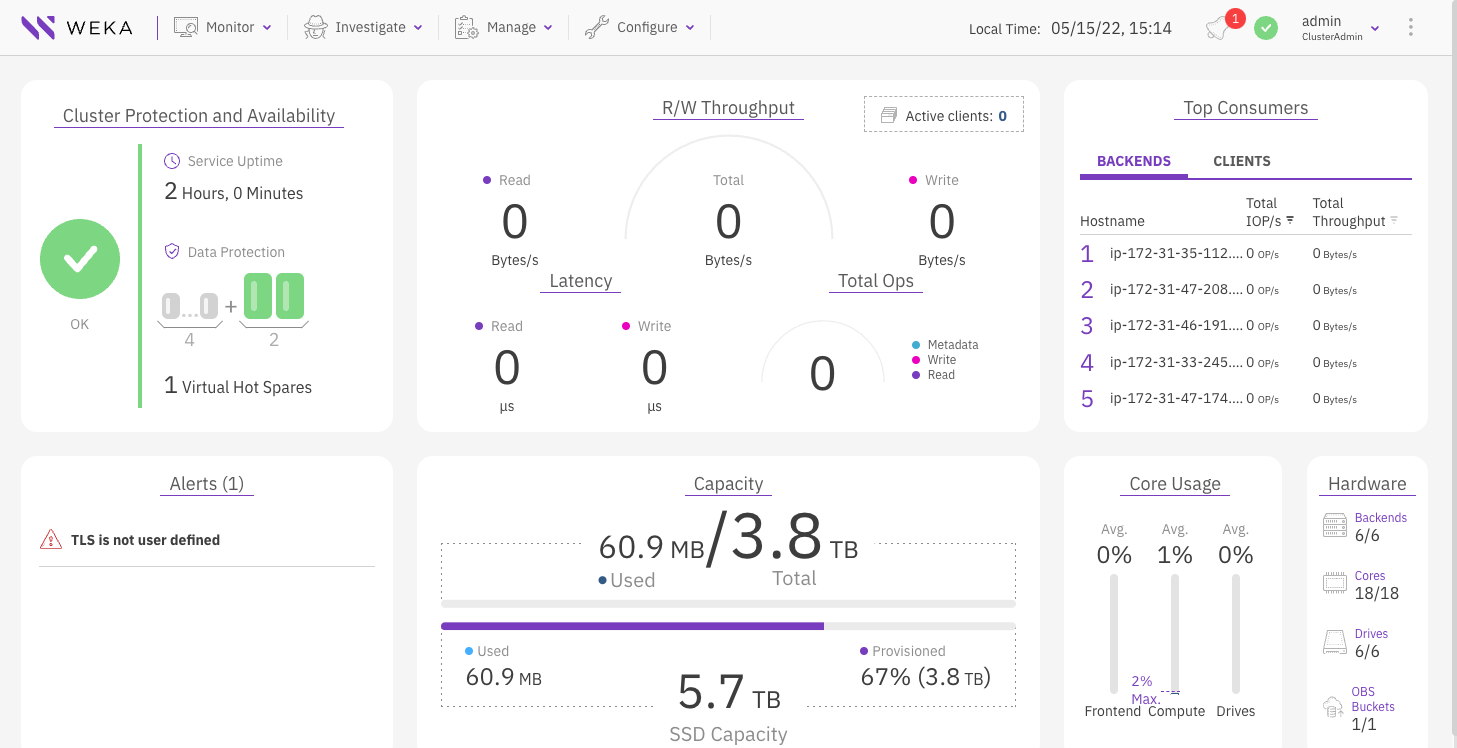 WEKA
Monitor
Investigate
Manage
Configure
Local Time: 05/15/22, 15:14
1
admin
ClusterAdmin
Cluster Protection and Availability
Service Uptime
2 Hours, 0 Minutes
Data Protection
...
+
4
2
1 Virtual Hot Spares
OK
R/W Throughput
Active clients: 0
Read
0
Bytes/s
Total
0
Bytes/s
Write
0
Bytes/s
Latency
Read
0
µs
Write
0
µs
Total Ops
0
Metadata
Write
Read
Top Consumers
BACKENDS CLIENTS
Hostname
Total
IOP/s
Total
Throughput
1 ip-172-31-35-112.... 0 OP/s 0 Bytes/s
2 ip-172-31-47-208.... 0 OP/s 0 Bytes/s
3 ip-172-31-46-191.... 0 OP/s 0 Bytes/s
4 ip-172-31-33-245.... 0 OP/s 0 Bytes/s
5 ip-172-31-47-174.... 0 OP/s 0 Bytes/s
Alerts (1)
TLS is not user defined
Capacity
60.9 MB/3.8 TB
Used
Total
Used
60.9 MB
5.7 TB
SSD Capacity
Provisioned
67% (3.8 TB)
Core Usage
Avg.
0%
Avg.
1%
Avg.
0%
2%
Max.
Frontend Compute Drives
Hardware
Backends
6/6
Cores
18/18
Drives
6/6
OBS
Buckets
1/1